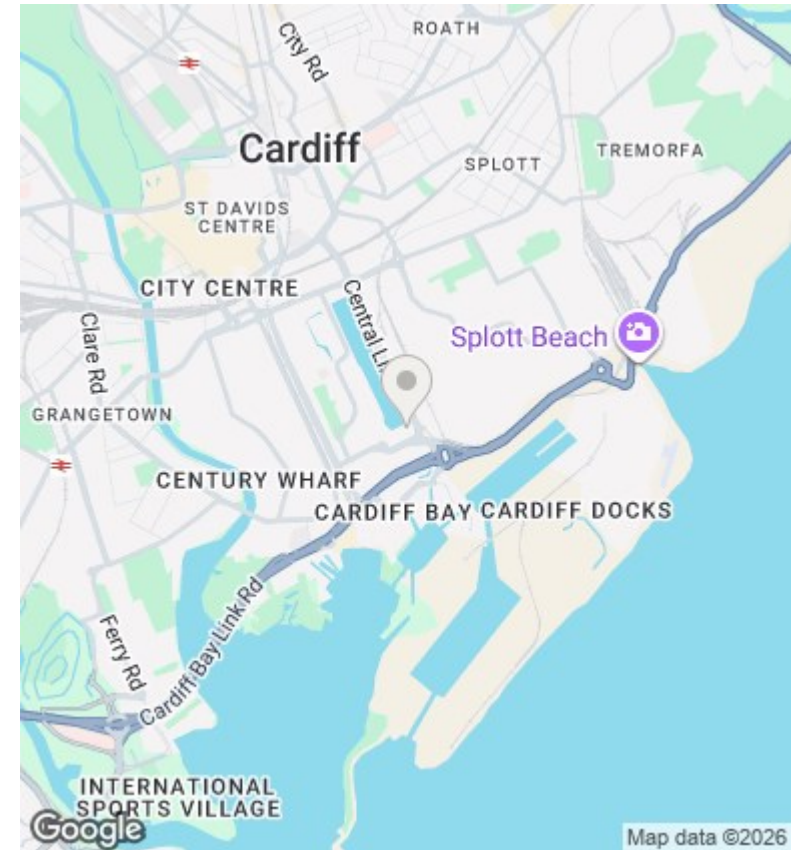 ROATH
City Rd
Cardiff
SPLOTT
TREMORFA
ST DAVIDS
CENTRE
CITY CENTRE
Central Li
Splott Beach
Clare Rd
GRANGETOWN
CENTURY WHARF
CARDIFF BAY
CARDIFF DOCKS
Ferry Rd
Cardiff Bay Link Rd
INTERNATIONAL
SPORTS VILLAGE
Google
Map data ©2026